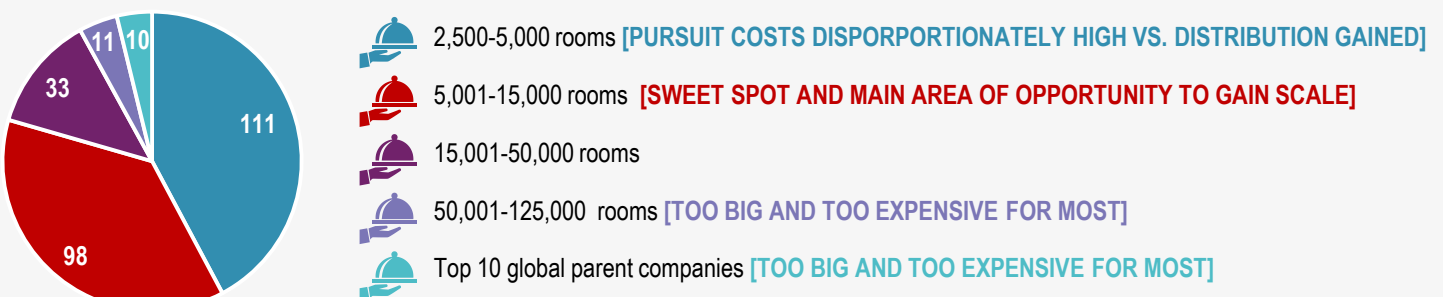 2,500-5,000 rooms [PURSUIT COSTS DISPORPORTIONATELY HIGH VS. DISTRIBUTION GAINED]
5,001-15,000 rooms [SWEET SPOT AND MAIN AREA OF OPPORTUNITY TO GAIN SCALE]
15,001-50,000 rooms
50,001-125,000 rooms [TOO BIG AND TOO EXPENSIVE FOR MOST]
Top 10 global parent companies [TOO BIG AND TOO EXPENSIVE FOR MOST]
11
10
33
111
98